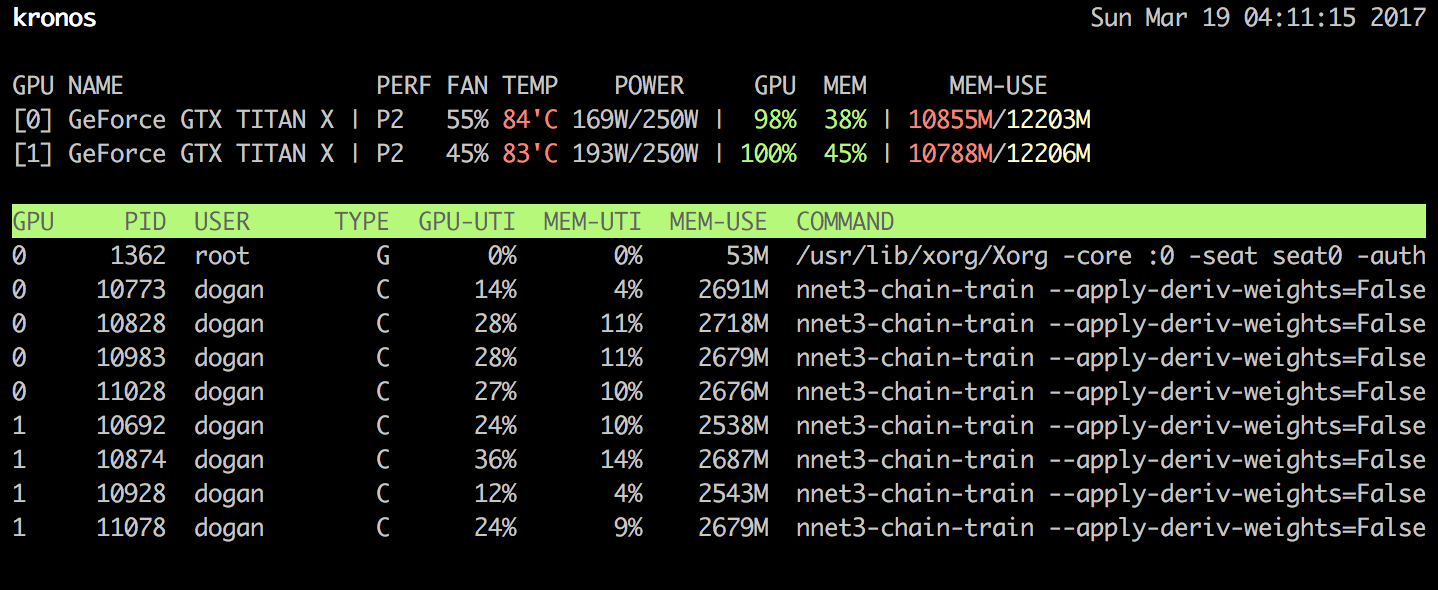 kronos Sun Mar 19 04:11:15 2017
GPU NAME PERF FAN TEMP POWER GPU MEM MEM-USE
[0] GeForce GTX TITAN X | P2 55% 84'C 169W/250W | 98% 38% | 10855M/12203M
[1] GeForce GTX TITAN X | P2 45% 83'C 193W/250W | 100% 45% | 10788M/12206M
GPU PID USER TYPE GPU-UTI MEM-UTI MEM-USE COMMAND
0 1362 root G 0% 0% 53M /usr/lib/xorg/Xorg -core :0 -seat seat0 -auth
0 10773 dogan C 14% 4% 2691M nnet3-chain-train --apply-deriv-weights=False
0 10828 dogan C 28% 11% 2718M nnet3-chain-train --apply-deriv-weights=False
0 10983 dogan C 28% 11% 2679M nnet3-chain-train --apply-deriv-weights=False
0 11028 dogan C 27% 10% 2676M nnet3-chain-train --apply-deriv-weights=False
1 10692 dogan C 24% 10% 2538M nnet3-chain-train --apply-deriv-weights=False
1 10874 dogan C 36% 14% 2687M nnet3-chain-train --apply-deriv-weights=False
1 10928 dogan C 12% 4% 2543M nnet3-chain-train --apply-deriv-weights=False
1 11078 dogan C 24% 9% 2679M nnet3-chain-train --apply-deriv-weights=False